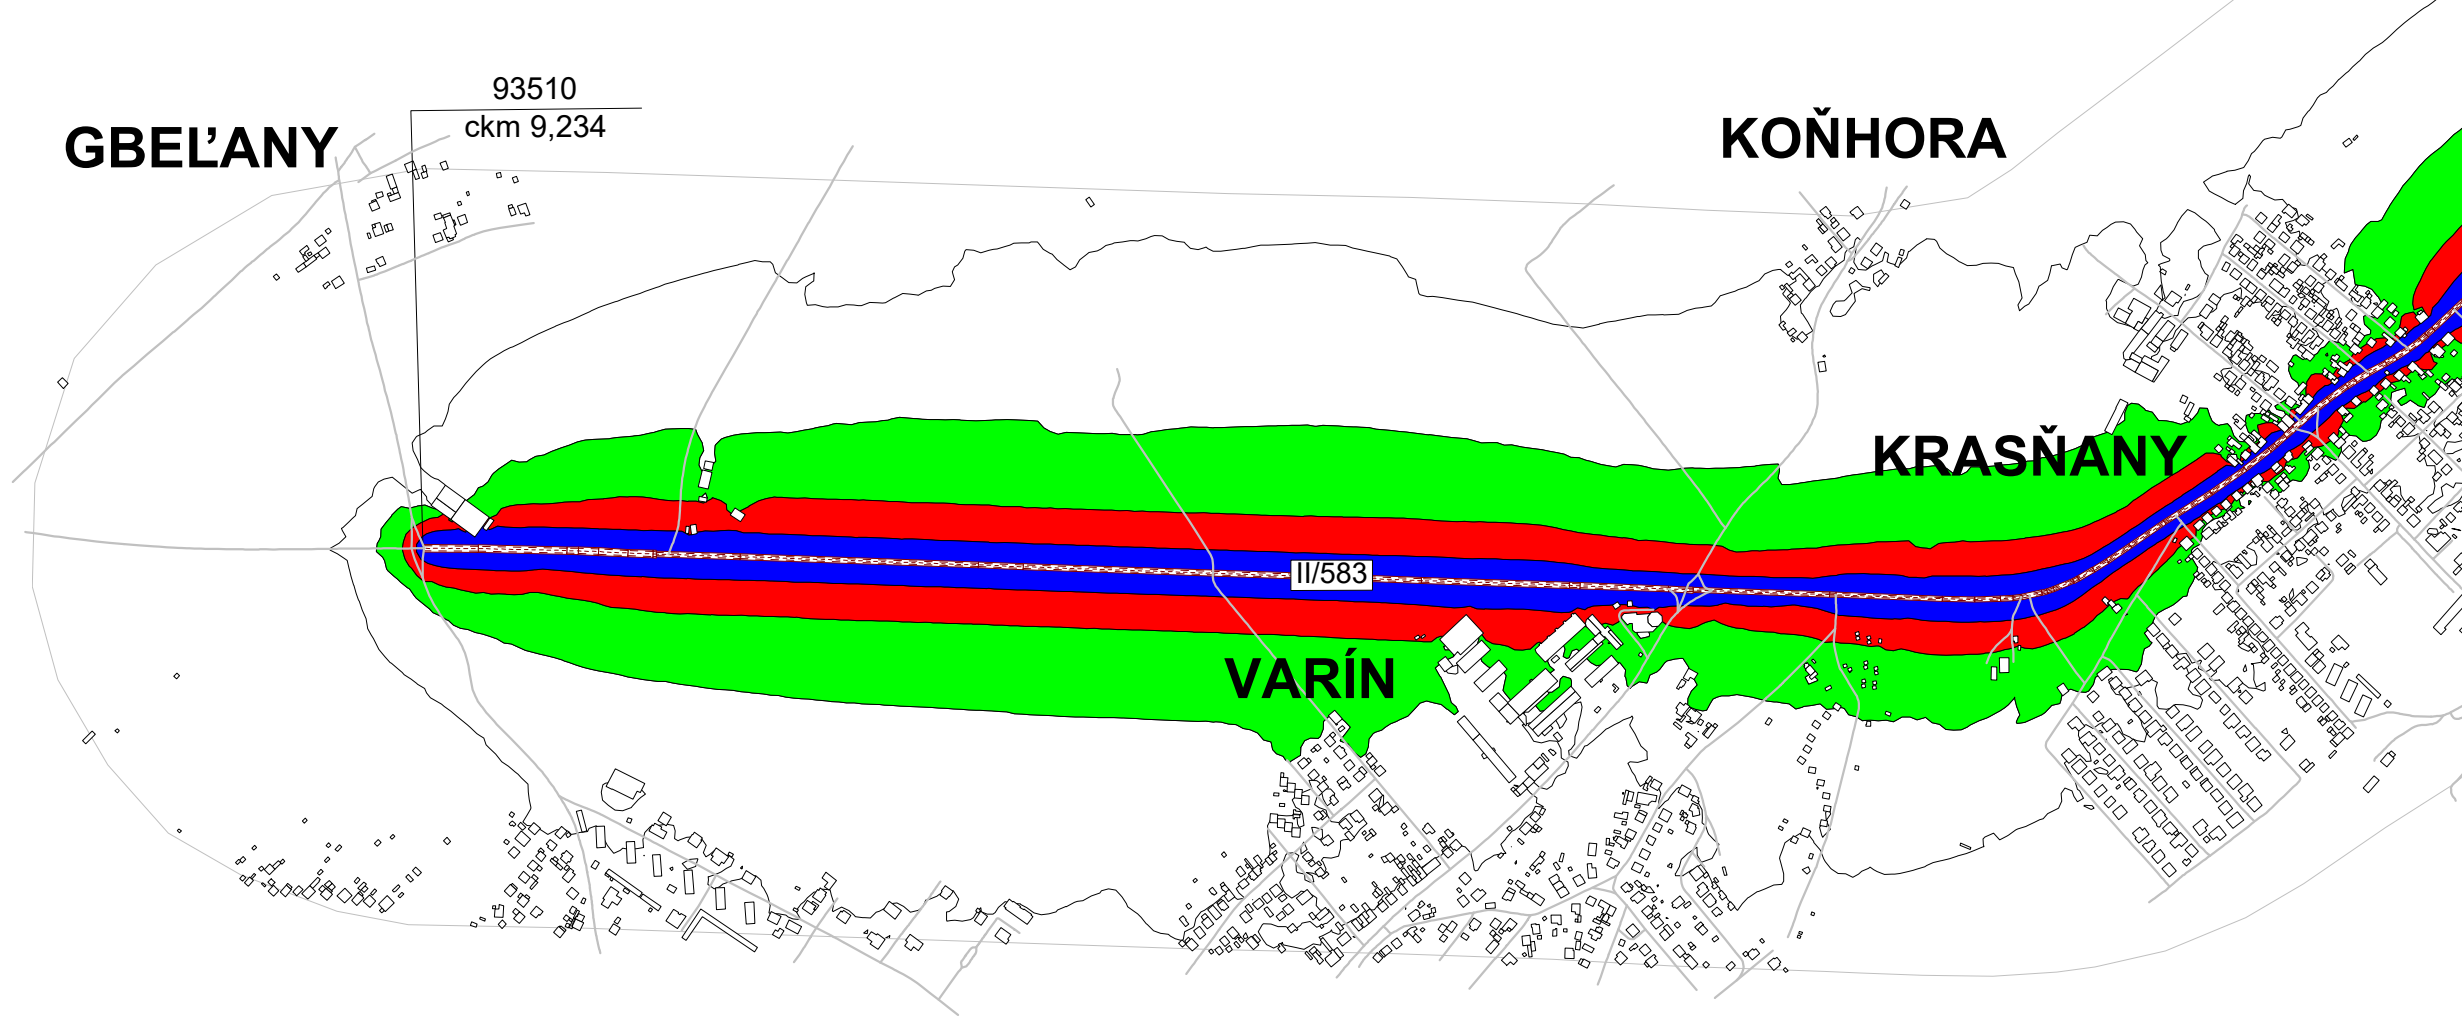 93510
ckm 9,234
GBEĽANY
KOŇHORA
KRASŇANY
II/583
VARÍN